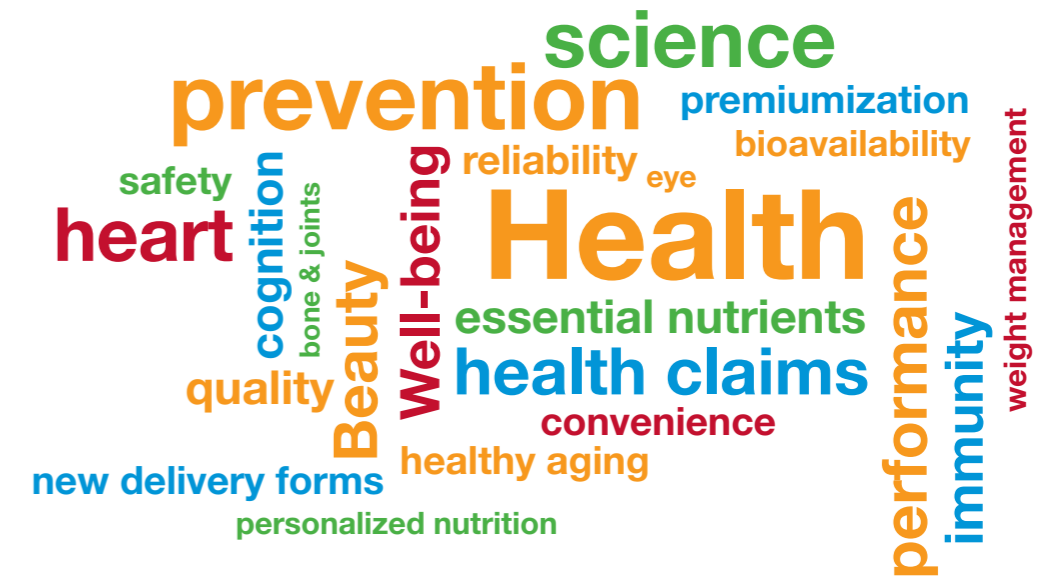 science
prevention
premiumization
bioavailability
reliability
eye
safety
heart
cognition
bone & joints
Well-being
Health
weight management
performance
essential nutrients
Beauty
health claims
immunity
quality
convenience
healthy aging
new delivery forms
personalized nutrition